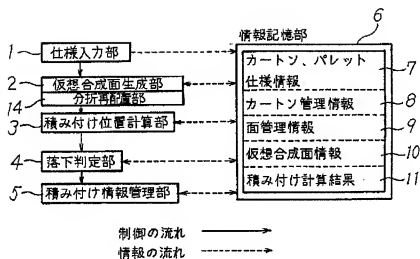 情報記憶部
6
1
仕様入力部
2
仮想合成面生成部
14
分折再配置部
3
積み付け位置計算部
4
落下判定部
5
積み付け情報管理部
カートン、パレット
仕様情報
7
カートン管理情報
8
面管理情報
9
仮想合成面情報
10
積み付け計算結果
11
制御の流れ
情報の流れ